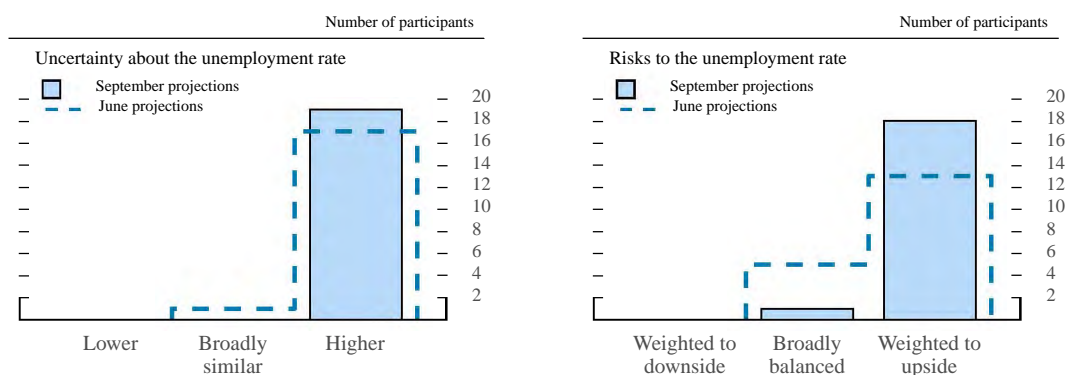 Number of participants
Uncertainty about the unemployment rate
September projections
June projections
20
18
16
14
12
10
8
6
4
2
Lower
Broadly
similar
Higher
Number of participants
Risks to the unemployment rate
September projections
June projections
20
18
16
14
12
10
8
6
4
2
Weighted to
downside
Broadly
balanced
Weighted to
upside